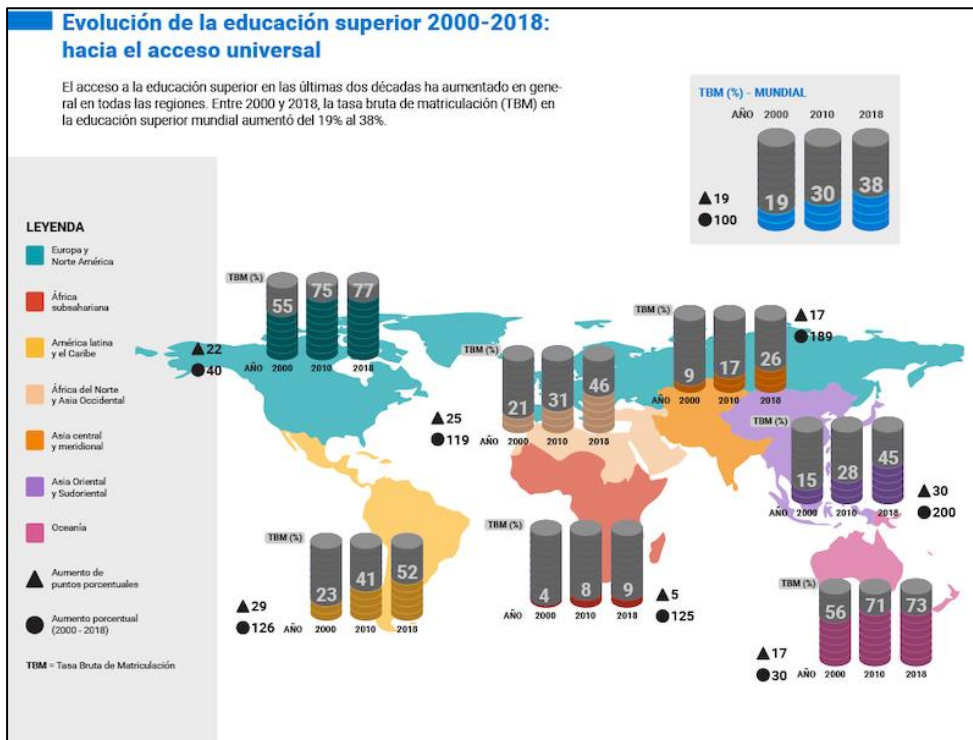 Evolución de la educación superior 2000-2018:
hacia el acceso universal
El acceso a la educación superior en las últimas dos décadas ha aumentado en gene-
ral en todas las regiones. Entre 2000 y 2018, la tasa bruta de matriculación (TBM) en
la educación superior mundial aumentó del 19% al 38%.
TBM (%) - MUNDIAL
AÑO 2000 2010 2018
19 30 38
19
100
LEYENDA
Europa y
Norte América
África
subsahariana
América latina
y el Caribe
África del Norte
y Asia Occidental
Asia central
y meridional
Asia Oriental
y Sudoriental
Oceanía
Aumento de
puntos porcentuales
Aumento porcentual
(2000 - 2018)
TBM = Tasa Bruta de Matriculación
TBM (%)
55 75 77
22
40
AÑO 2000 2010 2018
TBM (%)
21 31 46
25
119
AÑO 2000 2010 2018
TBM (%)
9 17 26
17
189
AÑO 2000 2010 2018
TBM (%)
15 28 45
30
200
AÑO 2000 2010 2018
TBM (%)
23 41 52
29
126
AÑO 2000 2010 2018
TBM (%)
4 8 9
5
125
AÑO 2000 2010 2018
TBM (%)
56 71 73
17
30
AÑO 2000 2010 2018